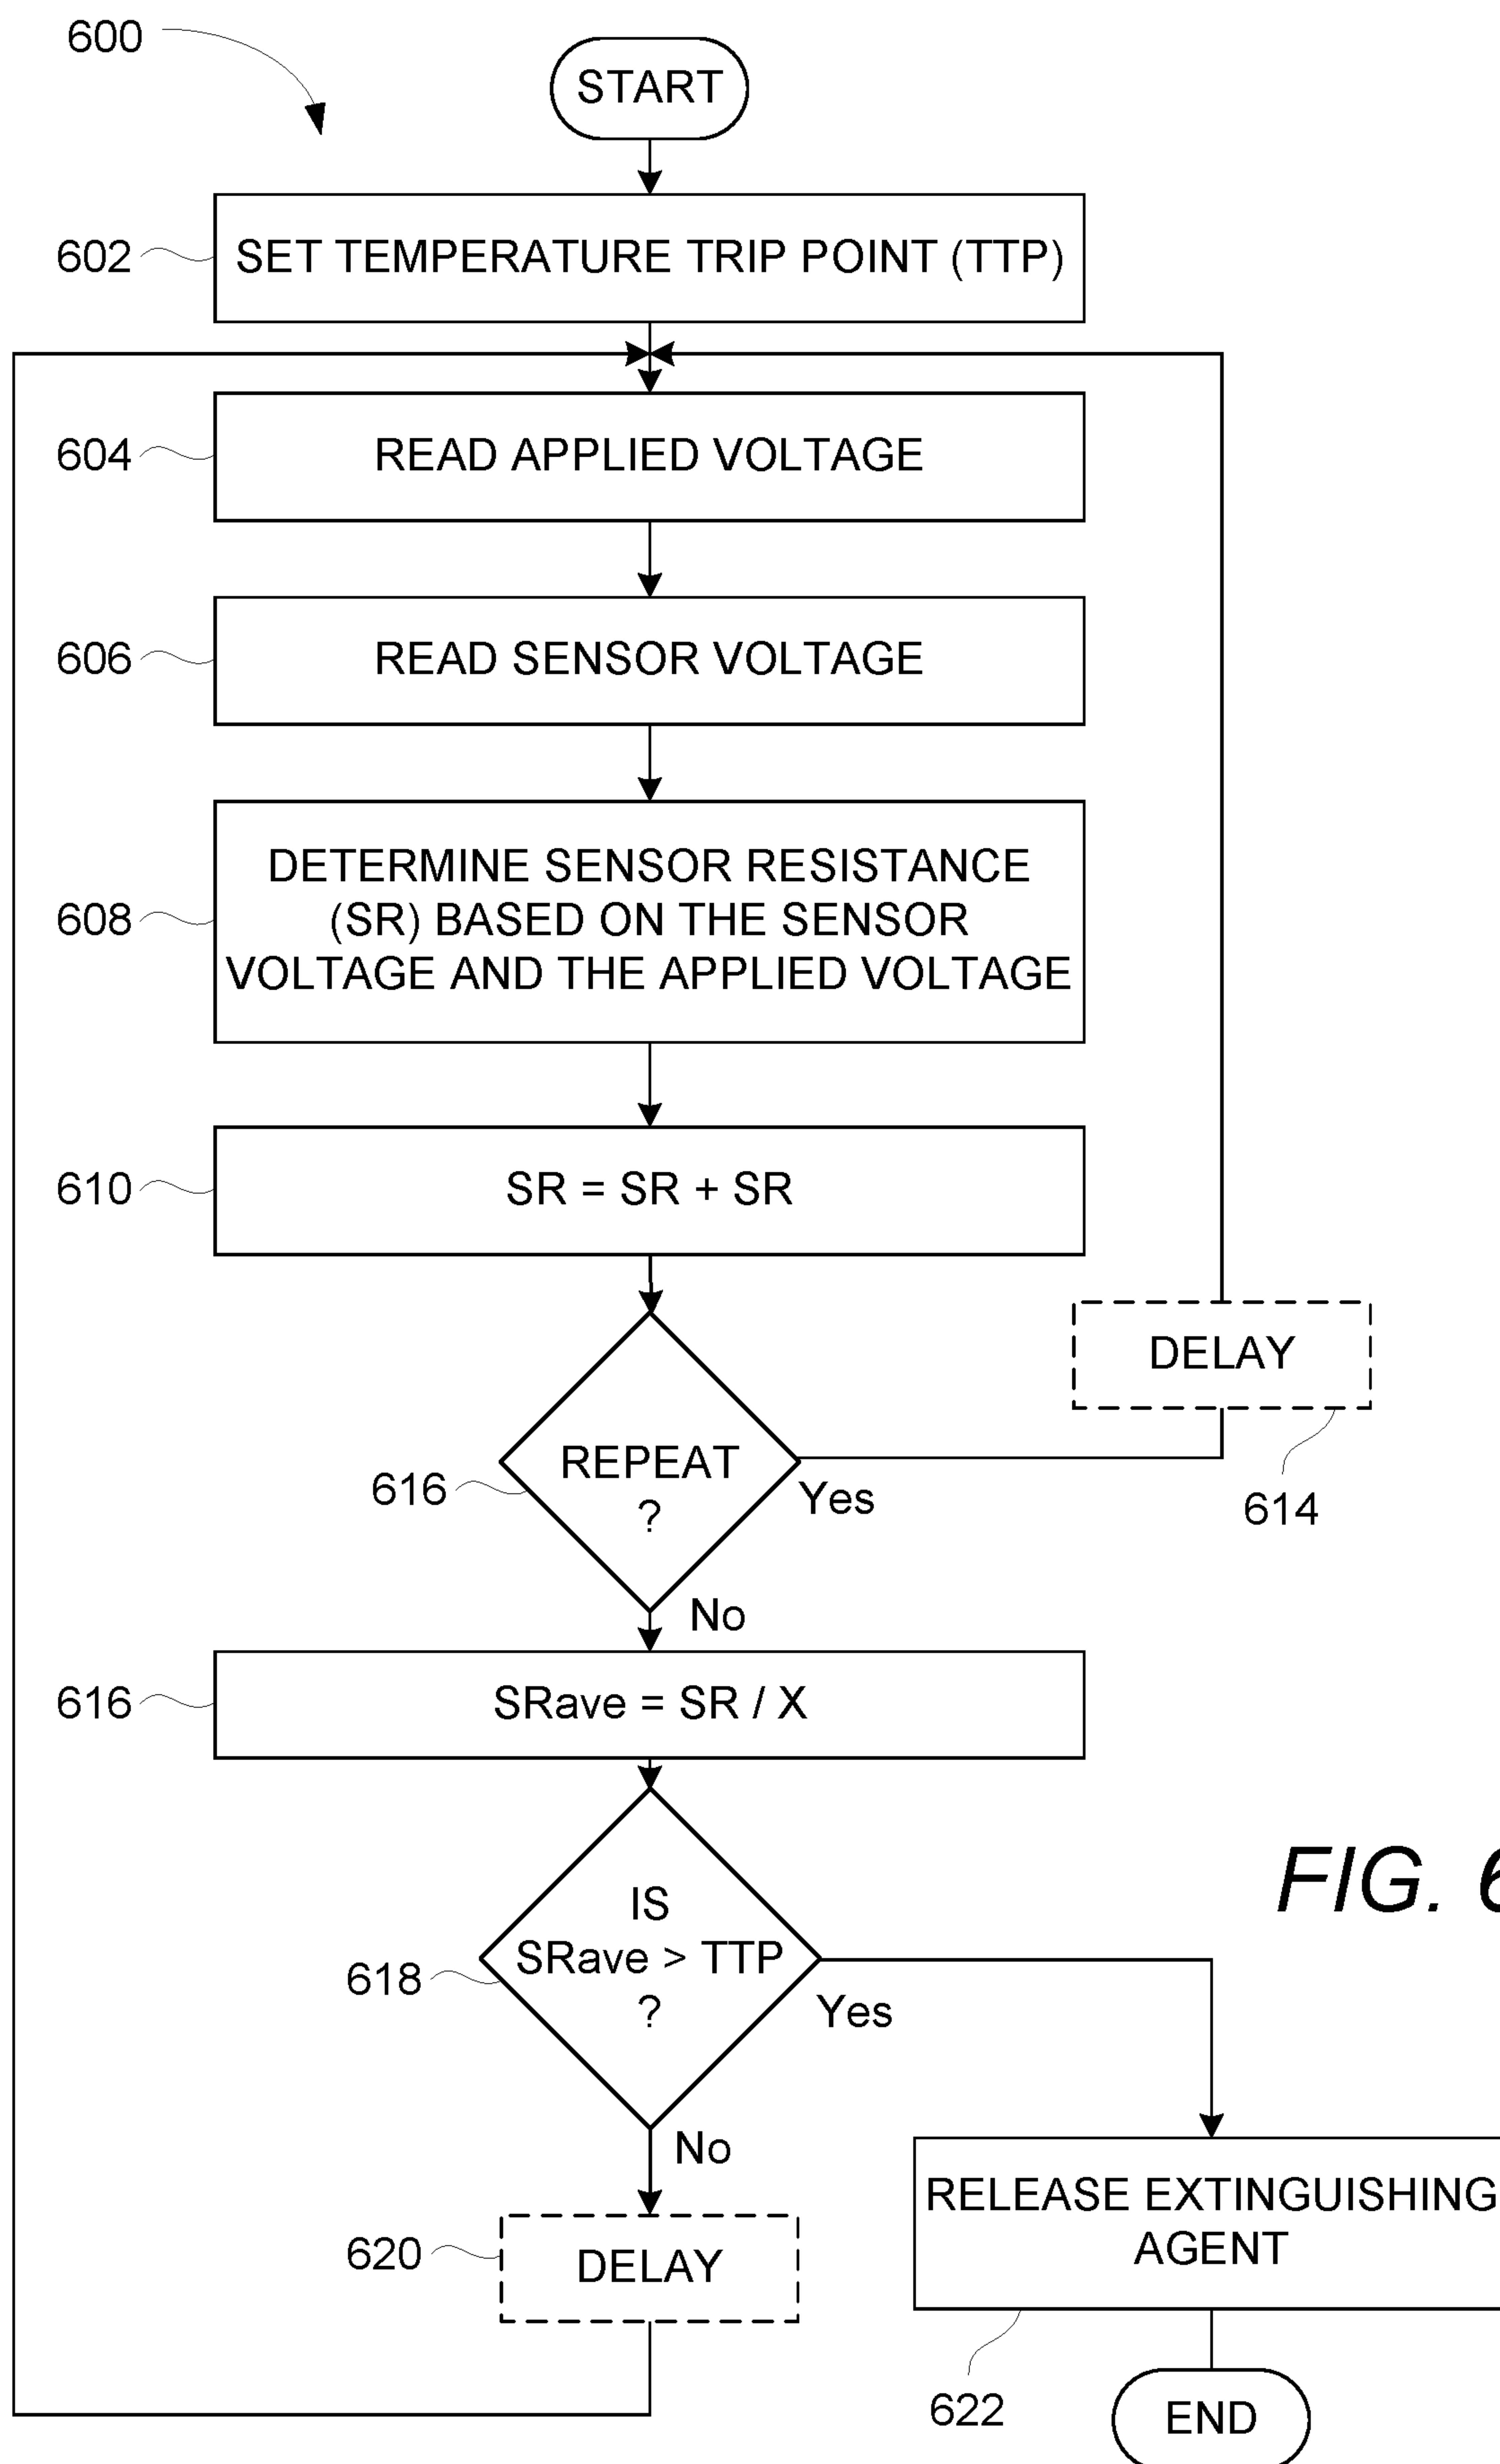 600
START
602
SET TEMPERATURE TRIP POINT (TTP)
604
READ APPLIED VOLTAGE
606
READ SENSOR VOLTAGE
608
DETERMINE SENSOR RESISTANCE
(SR) BASED ON THE SENSOR
VOLTAGE AND THE APPLIED VOLTAGE
610
SR = SR + SR
DELAY
614
616
REPEAT
?
Yes
No
616
SRave = SR / X
FIG. 6
618
IS
SRave > TTP
?
Yes
No
620
DELAY
RELEASE EXTINGUISHING
AGENT
622
END